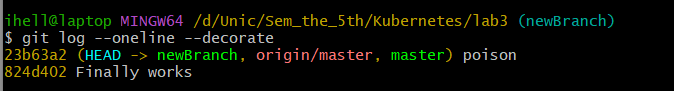 ihell@laptop MINGW64 /d/Unic/Sem_the_5th/Kubernetes/lab3 (newBranch)
$ git log --oneline --decorate
23b63a2 (HEAD -> newBranch, origin/master, master) poison
824d402 Finally works